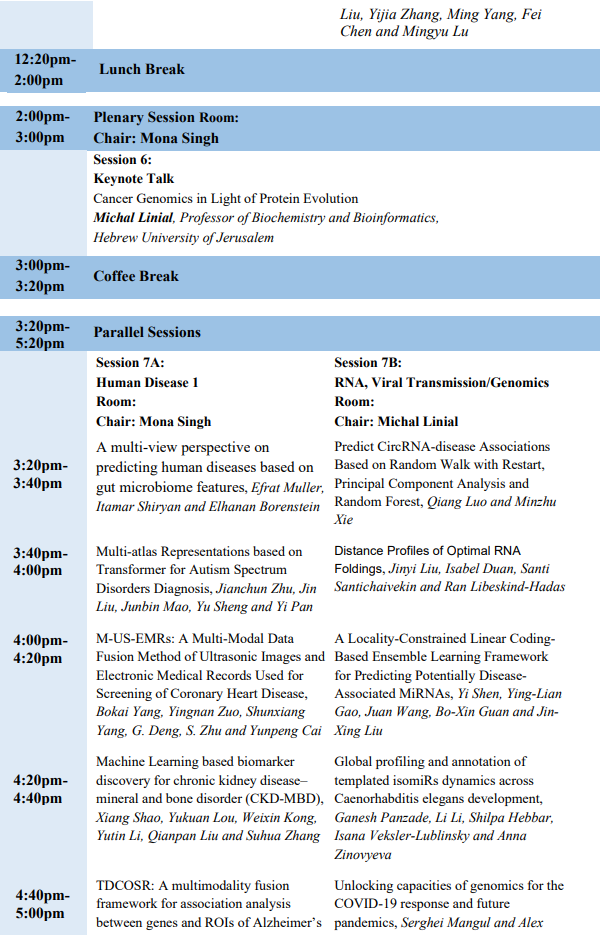 Liu, Yijia Zhang, Ming Yang, Fei
Chen and Mingyu Lu
12:20pm-
2:00pm
Lunch Break
2:00pm-
3:00pm
Plenary Session Room:
Chair: Mona Singh
Session 6:
Keynote Talk
Cancer Genomics in Light of Protein Evolution
Michal Linial, Professor of Biochemistry and Bioinformatics,
Hebrew University of Jerusalem
3:00pm-
3:20pm
Coffee Break
3:20pm-
5:20pm
Parallel Sessions
Session 7A:
Human Disease 1
Room:
Chair: Mona Singh
Session 7B:
RNA, Viral Transmission/Genomics
Room:
Chair: Michal Linial
3:20pm-
3:40pm
A multi-view perspective on
predicting human diseases based on
gut microbiome features, Efrat Muller,
Itamar Shiryan and Elhanan Borenstein
Predict CircRNA-disease Associations
Based on Random Walk with Restart,
Principal Component Analysis and
Random Forest, Qiang Luo and Minzhu
Xie
3:40pm-
4:00pm
Multi-atlas Representations based on
Transformer for Autism Spectrum
Disorders Diagnosis, Jianchun Zhu, Jin
Liu, Junbin Mao, Yu Sheng and Yi Pan
Distance Profiles of Optimal RNA
Foldings, Jinyi Liu, Isabel Duan, Santi
Santichaivekin and Ran Libeskind-Hadas
4:00pm-
4:20pm
M-US-EMRs: A Multi-Modal Data
Fusion Method of Ultrasonic Images and
Electronic Medical Records Used for
Screening of Coronary Heart Disease,
Bokai Yang, Yingnan Zuo, Shunxiang
Yang, G. Deng, S. Zhu and Yunpeng Cai
A Locality-Constrained Linear Coding-
Based Ensemble Learning Framework
for Predicting Potentially Disease-
Associated MiRNAs, Yi Shen, Ying-Lian
Gao, Juan Wang, Bo-Xin Guan and Jin-
Xing Liu
4:20pm-
4:40pm
Machine Learning based biomarker
discovery for chronic kidney disease–
mineral and bone disorder (CKD-MBD),
Xiang Shao, Yukuan Lou, Weixin Kong,
Yutin Li, Qianpan Liu and Suhua Zhang
Global profiling and annotation of
templated isomiRs dynamics across
Caenorhabditis elegans development,
Ganesh Panzade, Li Li, Shilpa Hebbar,
Isana Veksler-Lublinsky and Anna
Zinovyeva
4:40pm-
5:00pm
TDCOSR: A multimodality fusion
framework for association analysis
between genes and ROIs of Alzheimer’s
Unlocking capacities of genomics for the
COVID-19 response and future
pandemics, Serghei Mangul and Alex